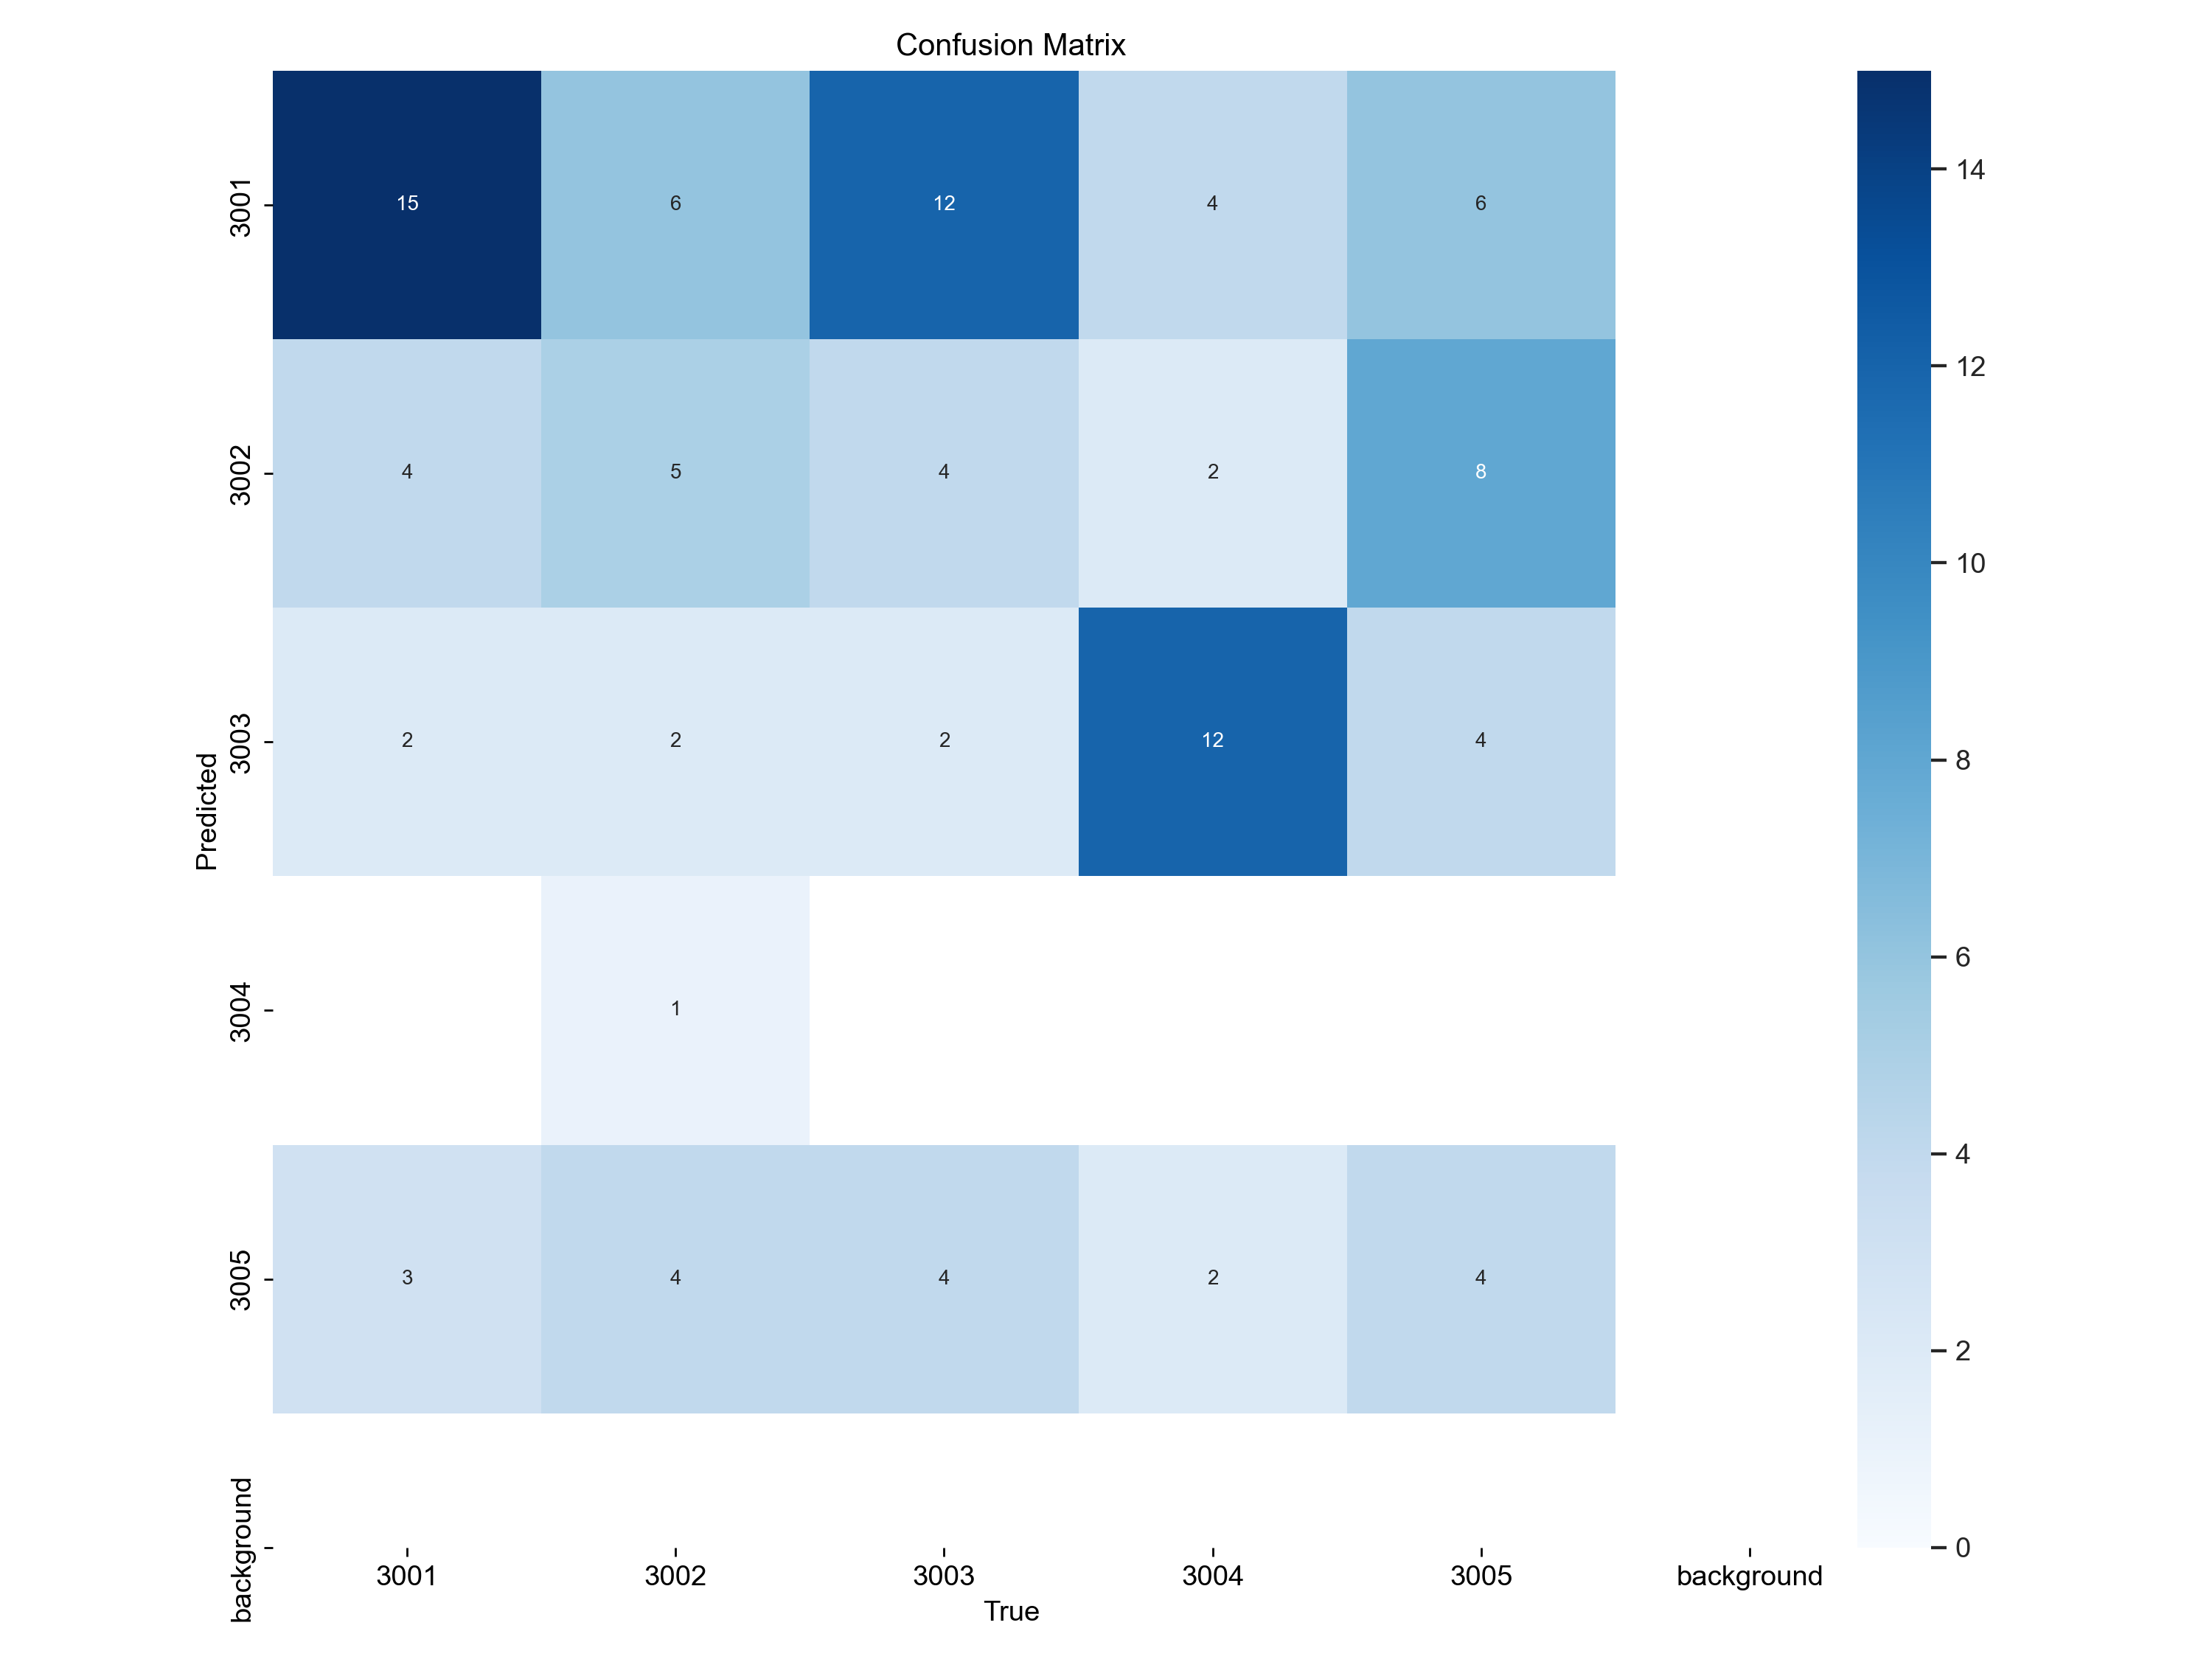 Confusion Matrix
3001 15 6 12 4 6
3002 4 5 4 2 8
3003 2 2 2 12 4
3004 1
3005 3 4 4 2 4
background
Predicted
3001 3002 3003 3004 3005 background
True
14
12
10
8
6
4
2
0